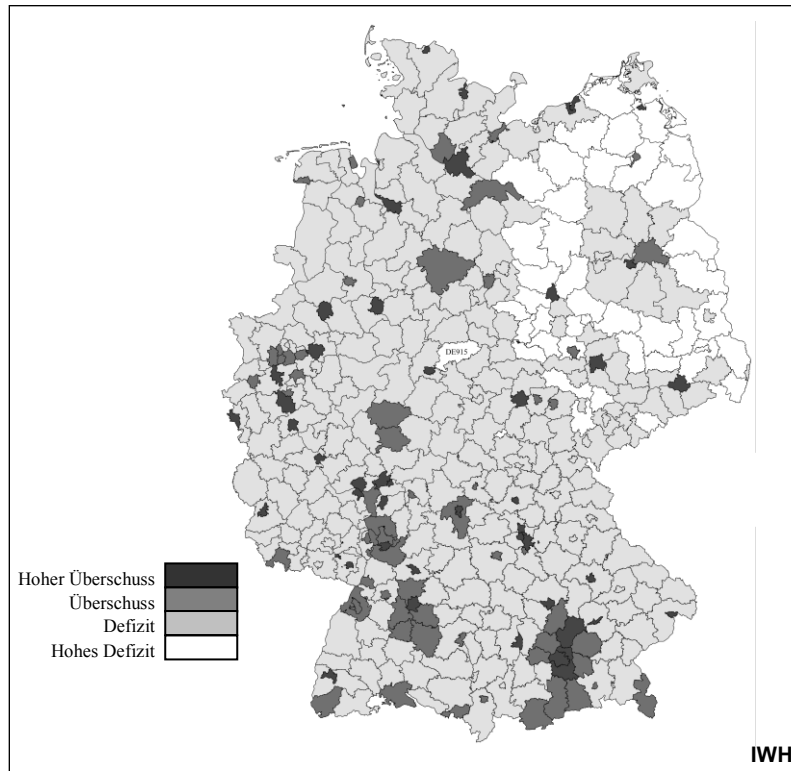 DE915
Hoher Überschuss
Überschuss
Defizit
Hohes Defizit
IWH